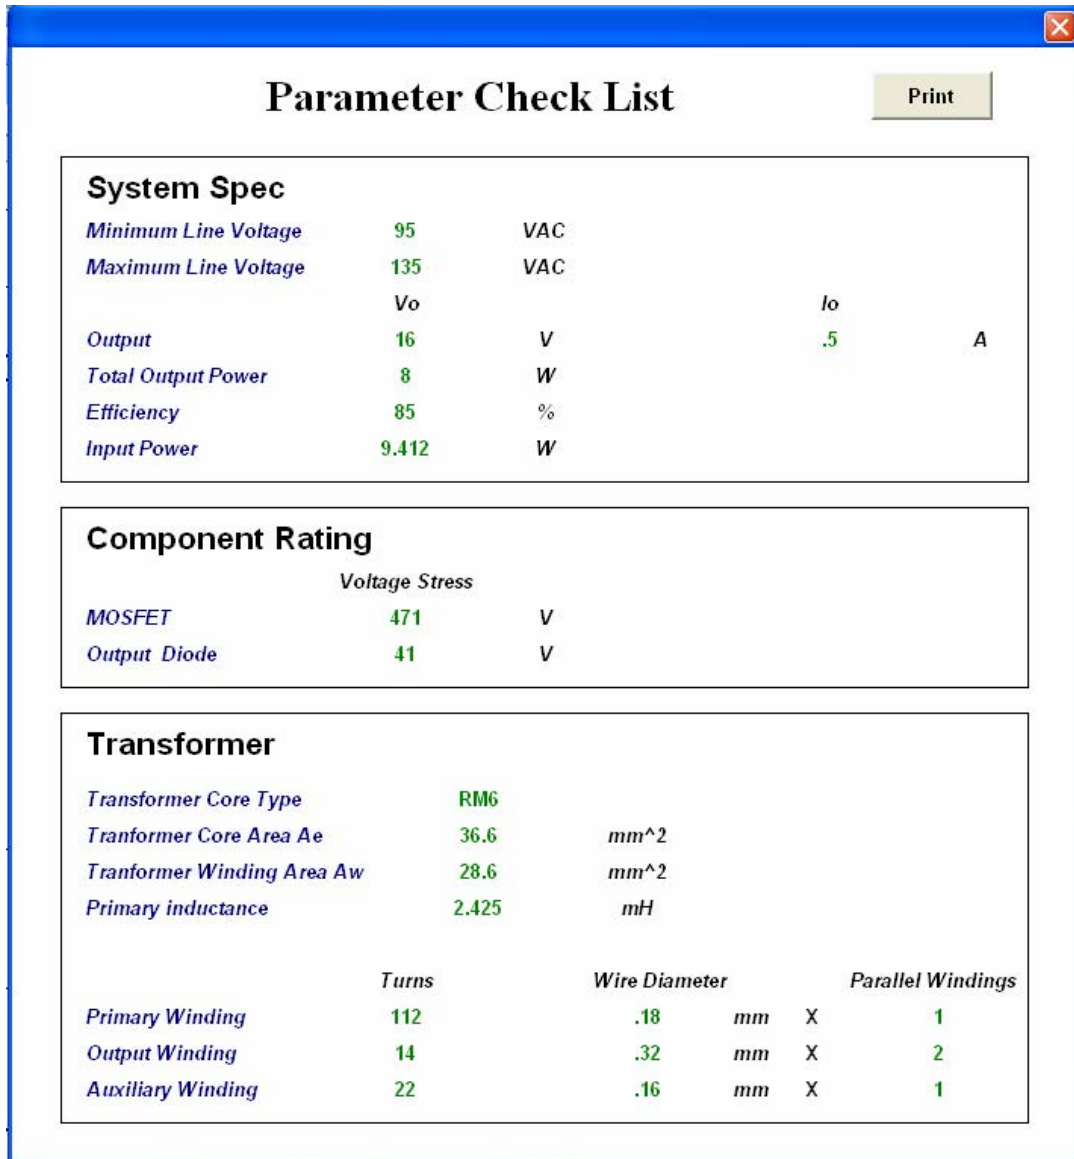 Parameter Check List
Print
System Spec
Minimum Line Voltage 95 VAC
Maximum Line Voltage 135 VAC
Vo Io
Output 16 V .5 A
Total Output Power 8 W
Efficiency 85 %
Input Power 9.412 W
Component Rating
Voltage Stress
MOSFET 471 V
Output Diode 41 V
Transformer
Transformer Core Type RM6
Tranformer Core Area Ae 36.6 mm^2
Tranformer Winding Area Aw 28.6 mm^2
Primary inductance 2.425 mH
Turns Wire Diameter Parallel Windings
Primary Winding 112 .18 mm X 1
Output Winding 14 .32 mm X 2
Auxiliary Winding 22 .16 mm X 1